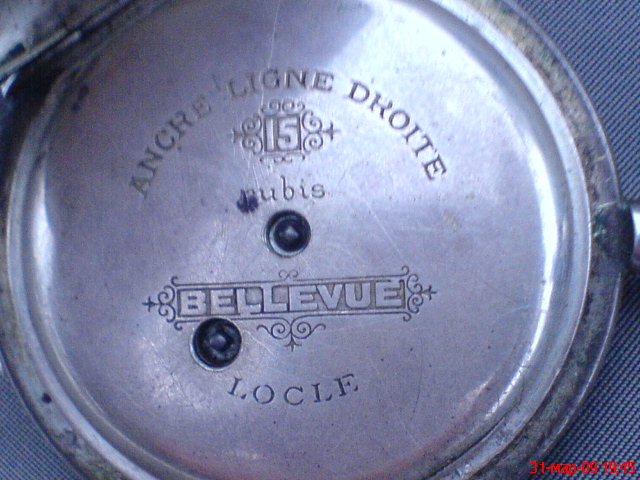 ANCRE LIGNE DROITE
15
rubis
BELLEVUE
LOCLE
31-мар-09 19:15